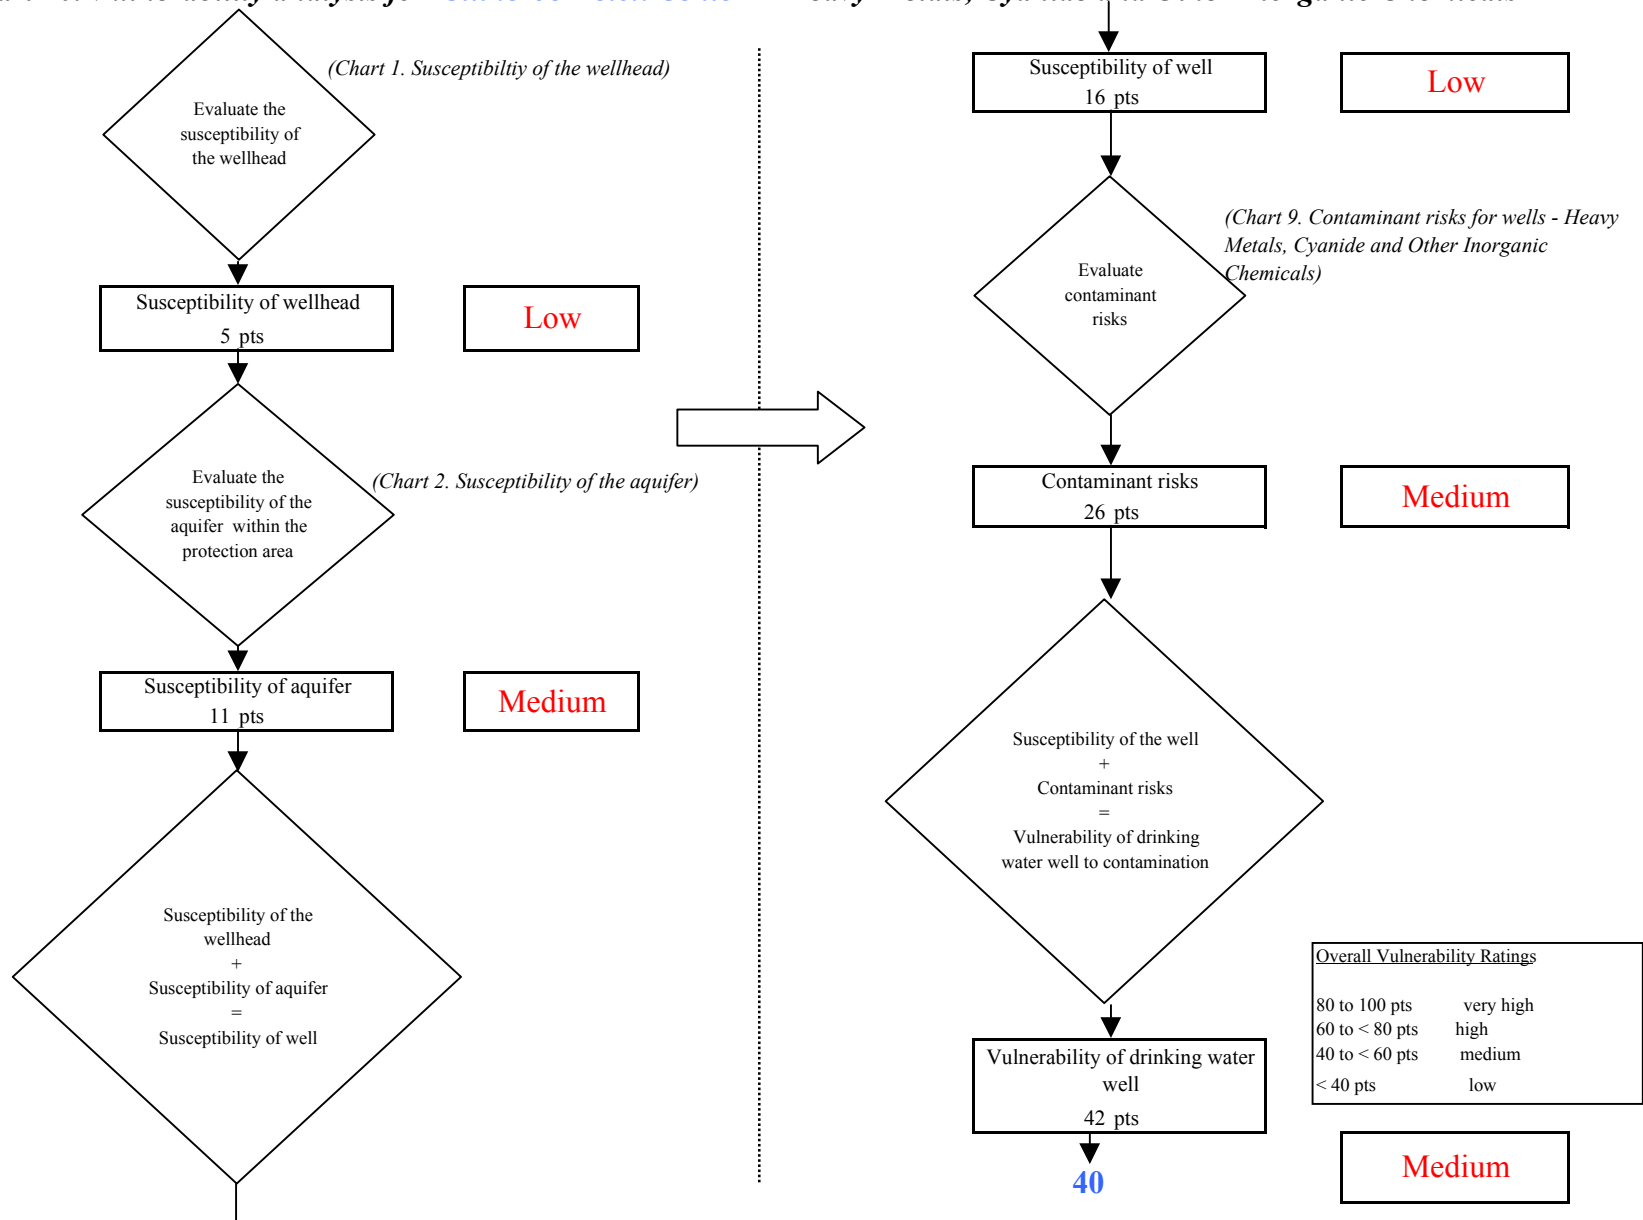 (Chart 1. Susceptibiltiy of the wellhead)
Evaluate the
susceptibility of
the wellhead
Susceptibility of wellhead
5 pts
Low
Evaluate the
susceptibility of the
aquifer within the
protection area
(Chart 2. Susceptibility of the aquifer)
Susceptibility of aquifer
11 pts
Medium
Susceptibility of the
wellhead
+
Susceptibility of aquifer
=
Susceptibility of well
Susceptibility of well
16 pts
Low
(Chart 9. Contaminant risks for wells - Heavy
Metals, Cyanide and Other Inorganic
Chemicals)
Evaluate
contaminant
risks
Contaminant risks
26 pts
Medium
Susceptibility of the well
+
Contaminant risks
=
Vulnerability of drinking
water well to contamination
Overall Vulnerability Ratings
80 to 100 pts very high
60 to < 80 pts high
40 to < 60 pts medium
< 40 pts low
Vulnerability of drinking water
well
42 pts
40
Medium